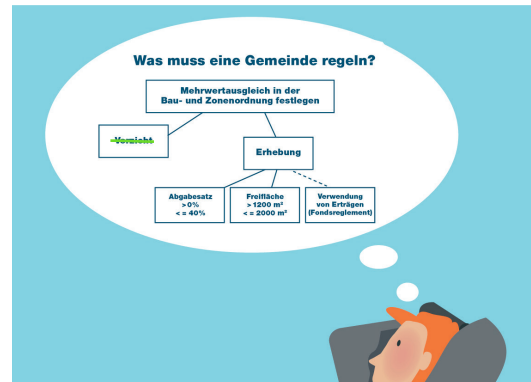 Was muss eine Gemeinde regeln?
Mehrwertausgleich in der
Bau- und Zonenordnung festlegen
Verzicht
Erhebung
Abgabesatz
>0%
<= 40%
Freifläche
>1200 m²
<= 2000 m²
Verwendung
von Erträgen
(Fondsreglement)